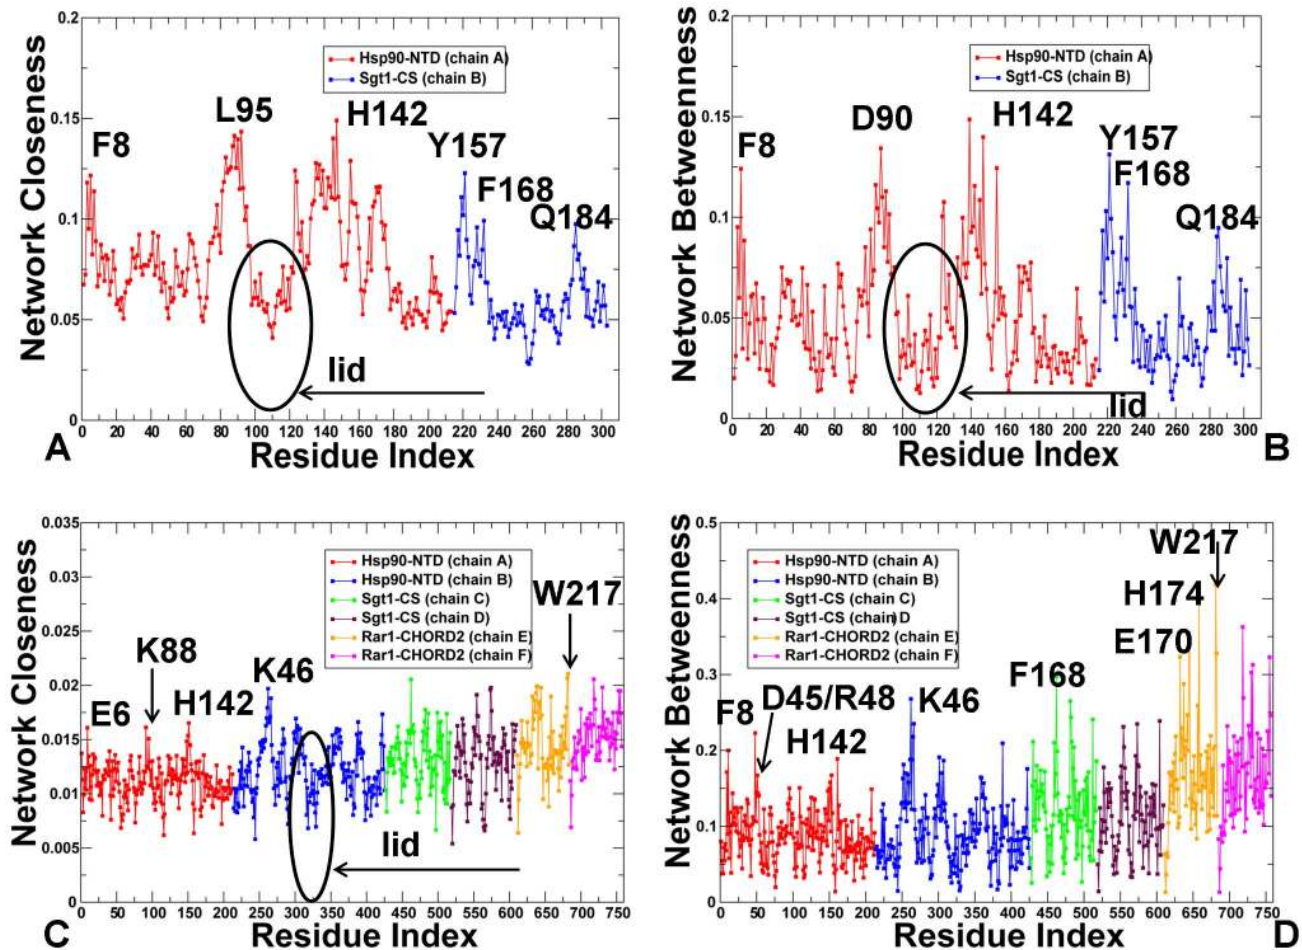 0.2
Hsp90-NTD (chain A)
Sgt1-CS (chain B)
0.15
L95
H142
F8
Y157
F168
Q184
0.1
0.05
0
Network Closeness
lid
0 20 40 60 80 100 120 140 160 180 200 220 240 260 280 300
Residue Index
A
0.2
Hsp90-NTD (chain A)
Sgt1-CS (chain B)
0.15
D90
H142
F8
Y157
F168
Q184
0.1
0.05
0
Network Betweenness
lid
0 20 40 60 80 100 120 140 160 180 200 220 240 260 280 300
Residue Index
B
0.035
0.03
0.025
0.02
0.015
0.01
0.005
0
Network Closeness
Hsp90-NTD (chain A)
Hsp90-NTD (chain B)
Sgt1-CS (chain C)
Sgt1-CS (chain D)
Rar1-CHORD2 (chain E)
Rar1-CHORD2 (chain F)
W217
K88
K46
E6
H142
lid
0 50 100 150 200 250 300 350 400 450 500 550 600 650 700 750
Residue Index
C
0.5
0.4
0.3
0.2
0.1
0
Network Betweenness
Hsp90-NTD (chain A)
Hsp90-NTD (chain B)
Sgt1-CS (chain C)
Sgt1-CS (chain D
Rar1-CHORD2 (chain E)
Rar1-CHORD2 (chain F)
W217
H174
E170
F168
F8
D45/R48
K46
H142
0 50 100 150 200 250 300 350 400 450 500 550 600 650 700 750
Residue Index
D